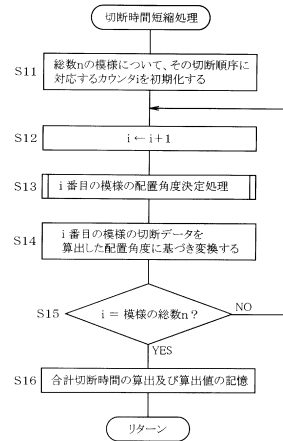 切断時間短縮処理
S11
総数nの模様について、その切断順序に
対応するカウンタiを初期化する
S12
i ← i+1
S13
i 番目の模様の配置角度決定処理
S14
i 番目の模様の切断データを
算出した配置角度に基づき変換する
S15
i = 模様の総数n?
NO
YES
S16
合計切断時間の算出及び算出値の記憶
リターン